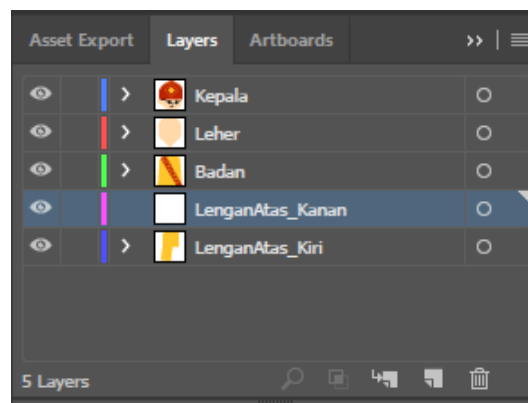 Asset Export Layers Artboards
Kepala
Leher
Badan
LenganAtas_Kanan
LenganAtas_Kiri
5 Layers